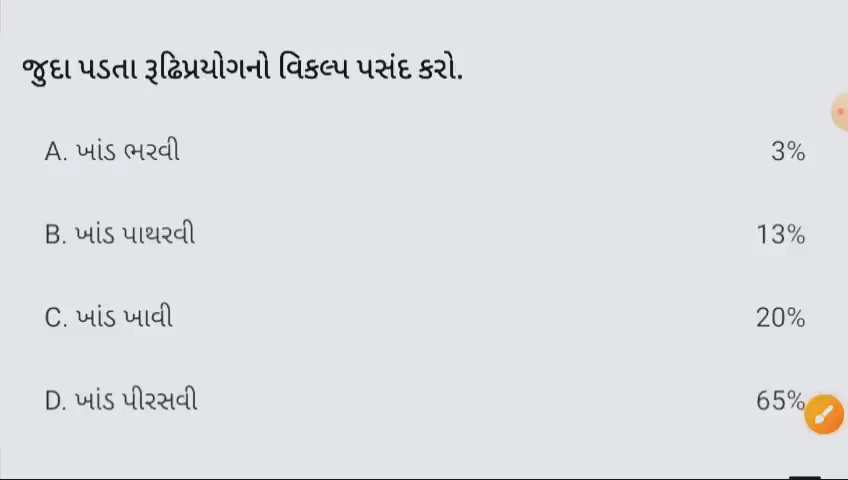 જુદા પડતા રૂઢિપ્રયોગનો વિકલ્પ પસંદ કરો.
A. ખાંડ ભરવી 3%
B. ખાંડ પાથરવી 13%
C. ખાંડ ખાવી 20%
D. ખાંડ પીરસવી 65%